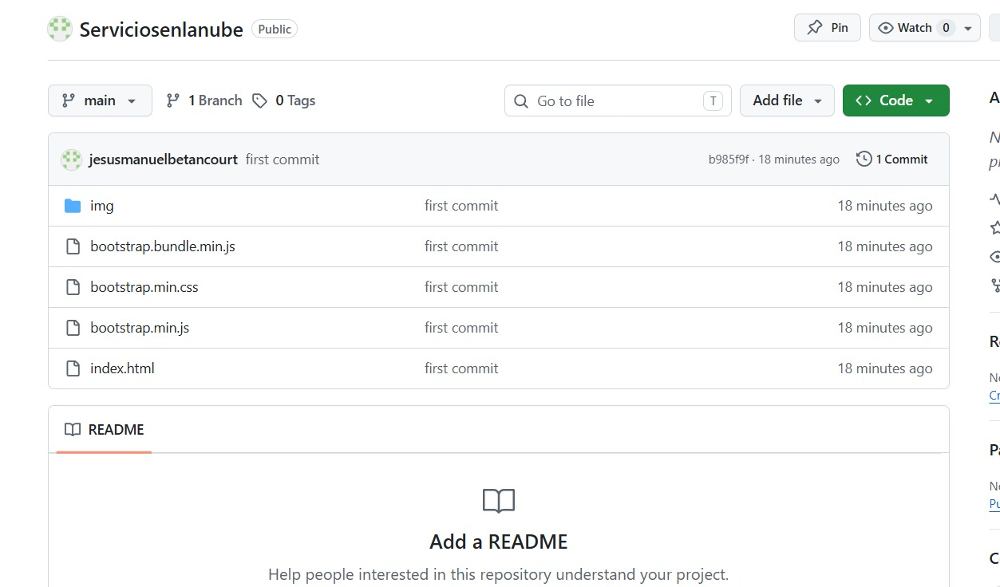 Serviciosenlanube Public Pin Watch 0
main 1 Branch 0 Tags Go to file T Add file Code
jesusmanuelbetancourt first commit b985f9f · 18 minutes ago 1 Commit
img first commit 18 minutes ago
bootstrap.bundle.min.js first commit 18 minutes ago
bootstrap.min.css first commit 18 minutes ago
bootstrap.min.js first commit 18 minutes ago
index.html first commit 18 minutes ago
README
Add a README
Help people interested in this repository understand your project.